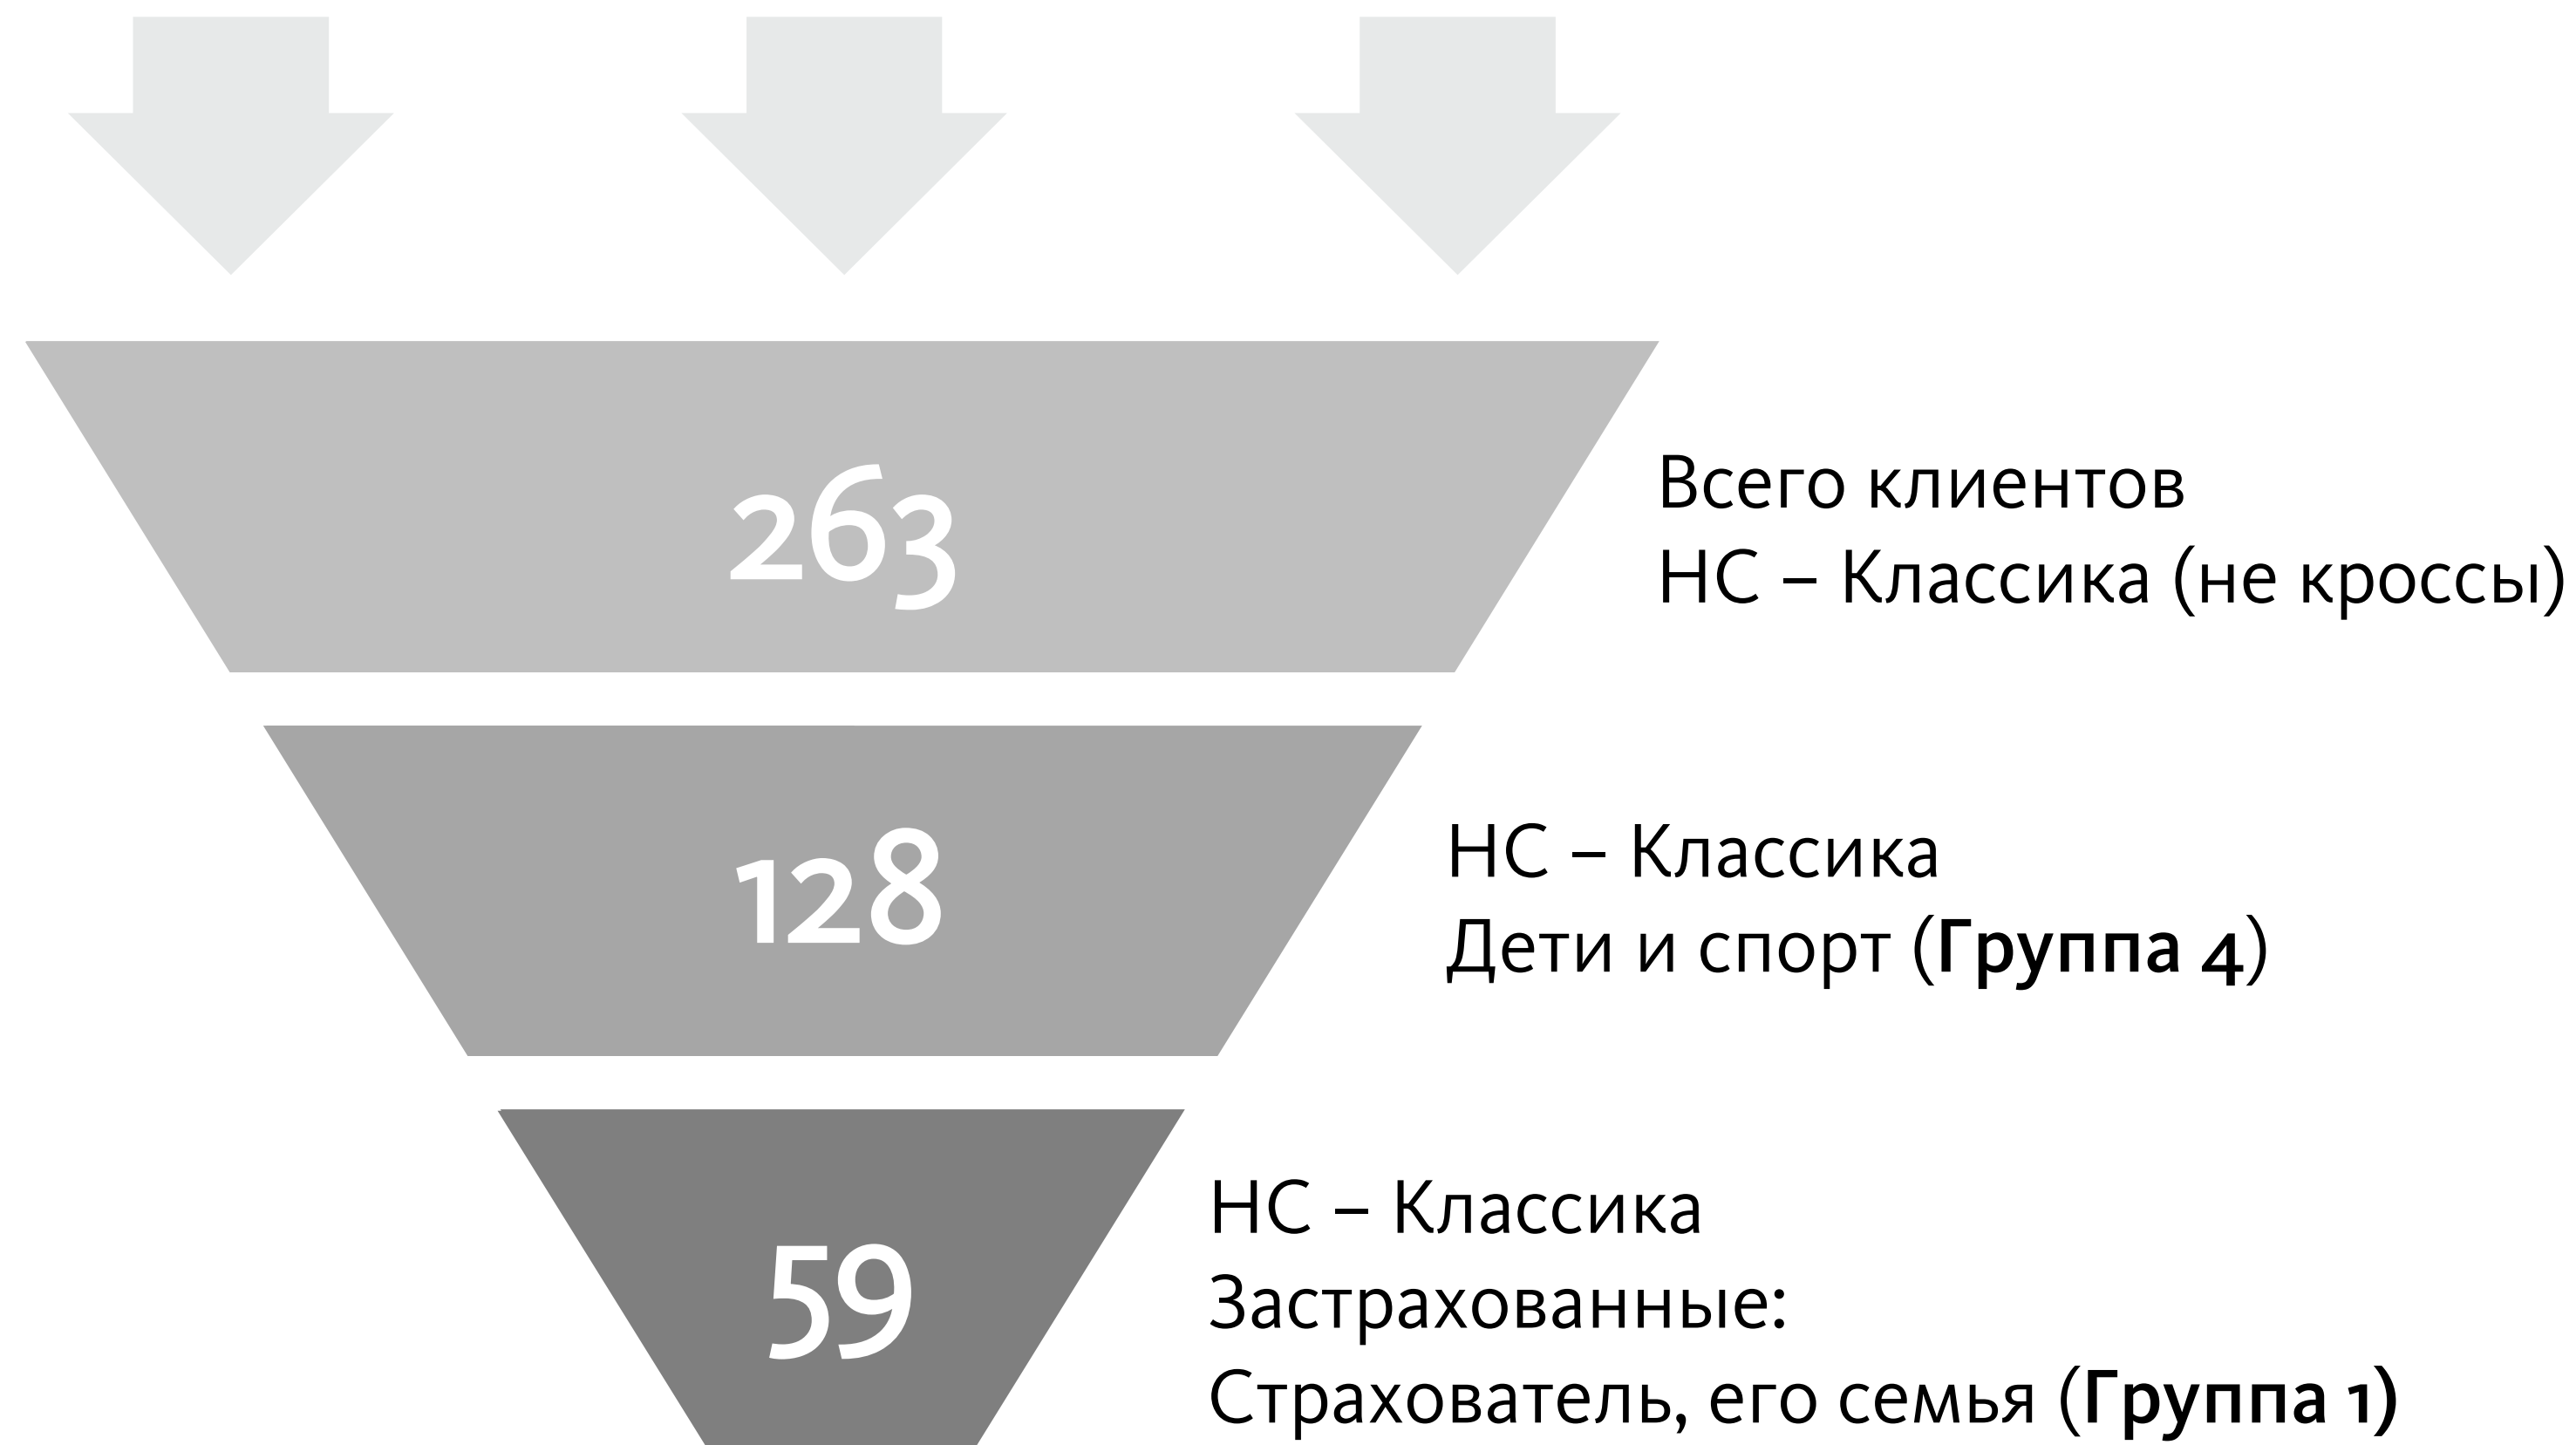 263
Всего клиентов
НС – Классика (не кроссы)
128
НС – Классика
Дети и спорт (Группа 4)
59
НС – Классика
Застрахованные:
Страхователь, его семья (Группа 1)